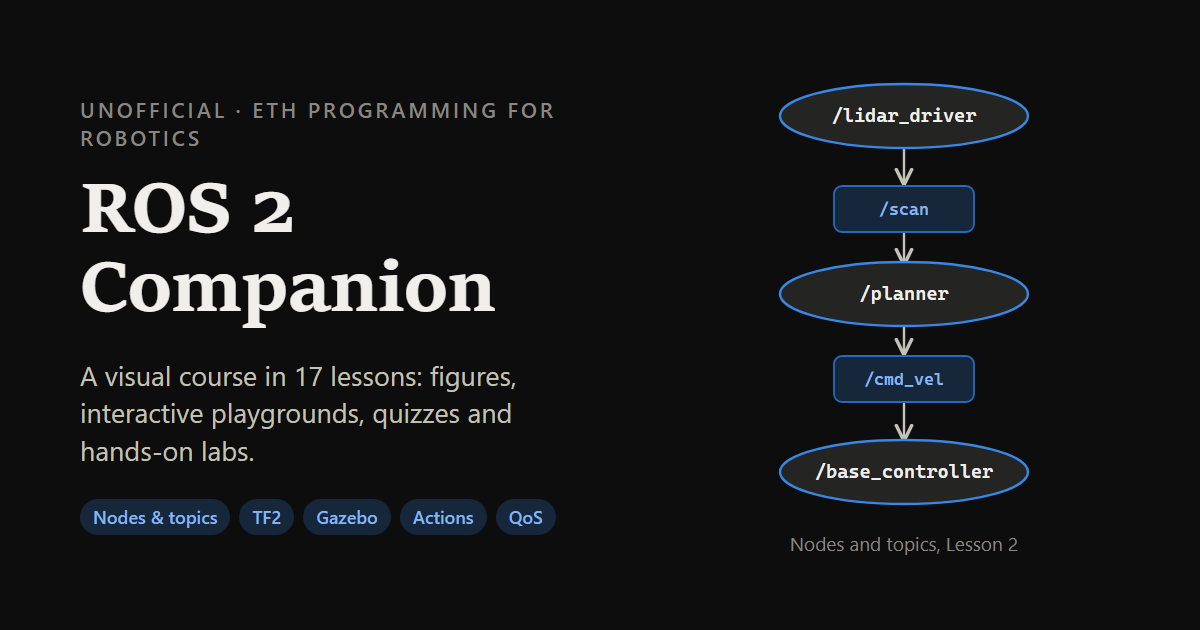 UNOFFICIAL · ETH PROGRAMMING FOR
ROBOTICS
ROS 2
Companion
A visual course in 17 lessons: figures,
interactive playgrounds, quizzes and
hands-on labs.
Nodes & topics
TF2
Gazebo
Actions
QoS
/lidar_driver
/scan
/planner
/cmd_vel
/base_controller
Nodes and topics, Lesson 2